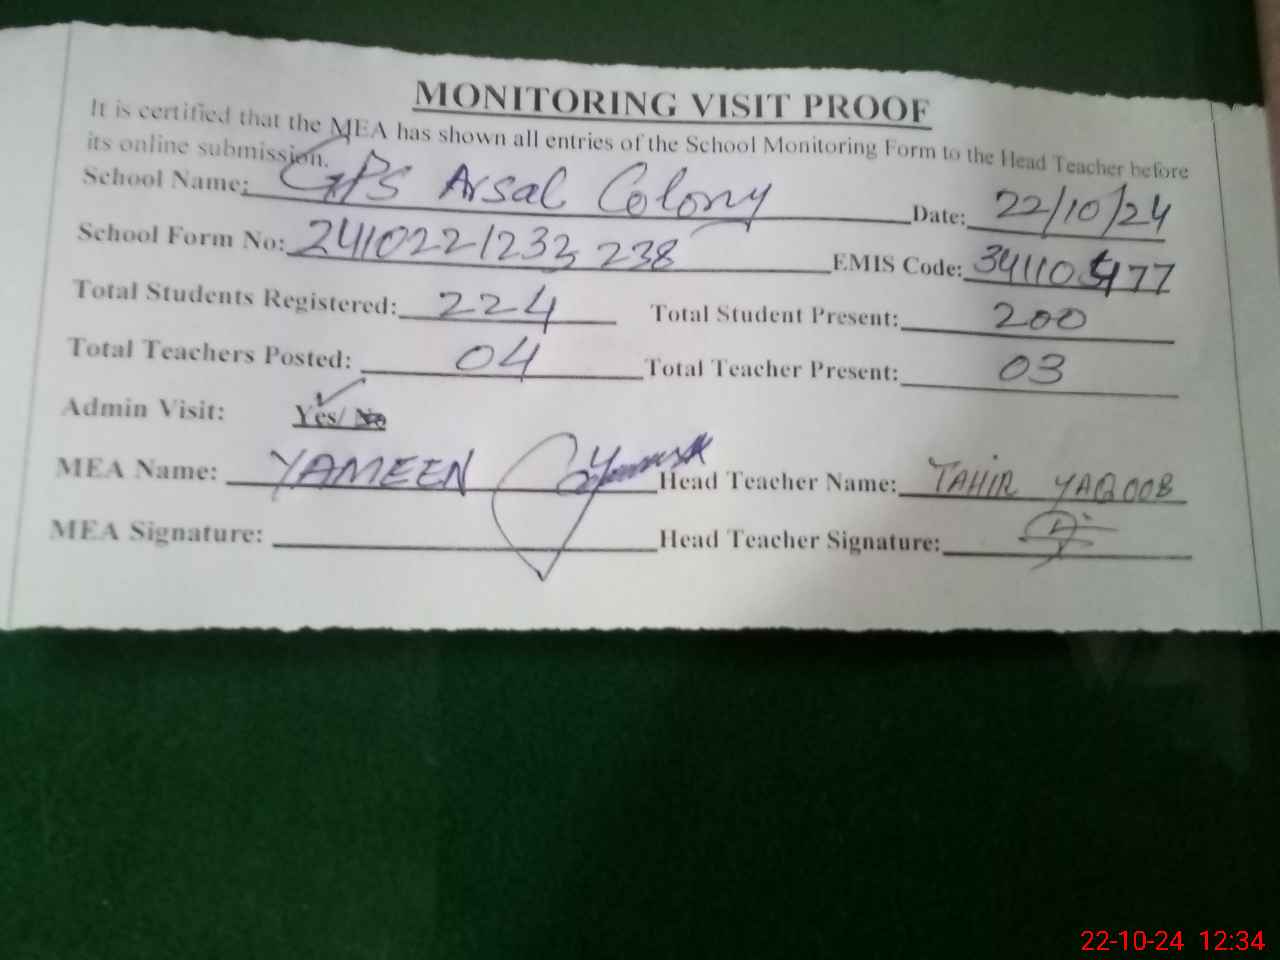 MONITORING VISIT PROOF
It is certified that the MEA has shown all entries of the School Monitoring Form to the Head Teacher before
its online submission.
School Name: GPS Arsal Colony Date: 22/10/24
School Form No: 2410221233 238 EMIS Code: 34110477
Total Students Registered: 224 Total Student Present: 200
Total Teachers Posted: 04 Total Teacher Present: 03
Admin Visit: Yes/ No
MEA Name: YAMEEN Head Teacher Name: TAHIR YAQOOB
MEA Signature: Head Teacher Signature:
22-10-24 12:34